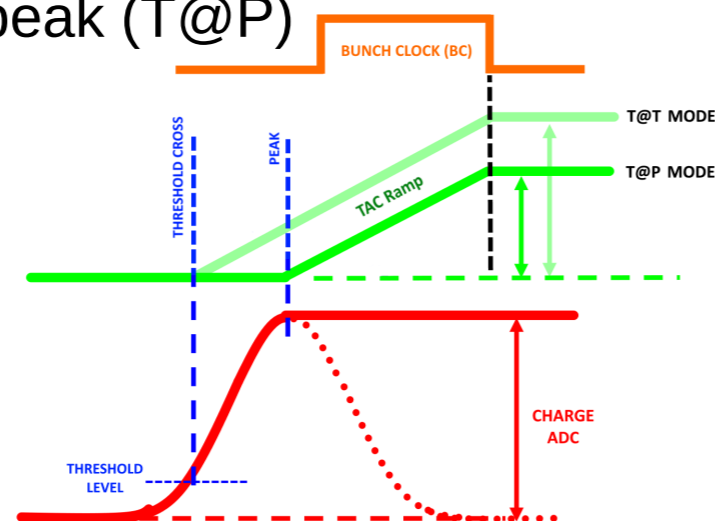 peak (T@P)
BUNCH CLOCK (BC)
T@T MODE
THRESHOLD CROSS
PEAK
T@P MODE
TAC Ramp
CHARGE
ADC
THRESHOLD
LEVEL